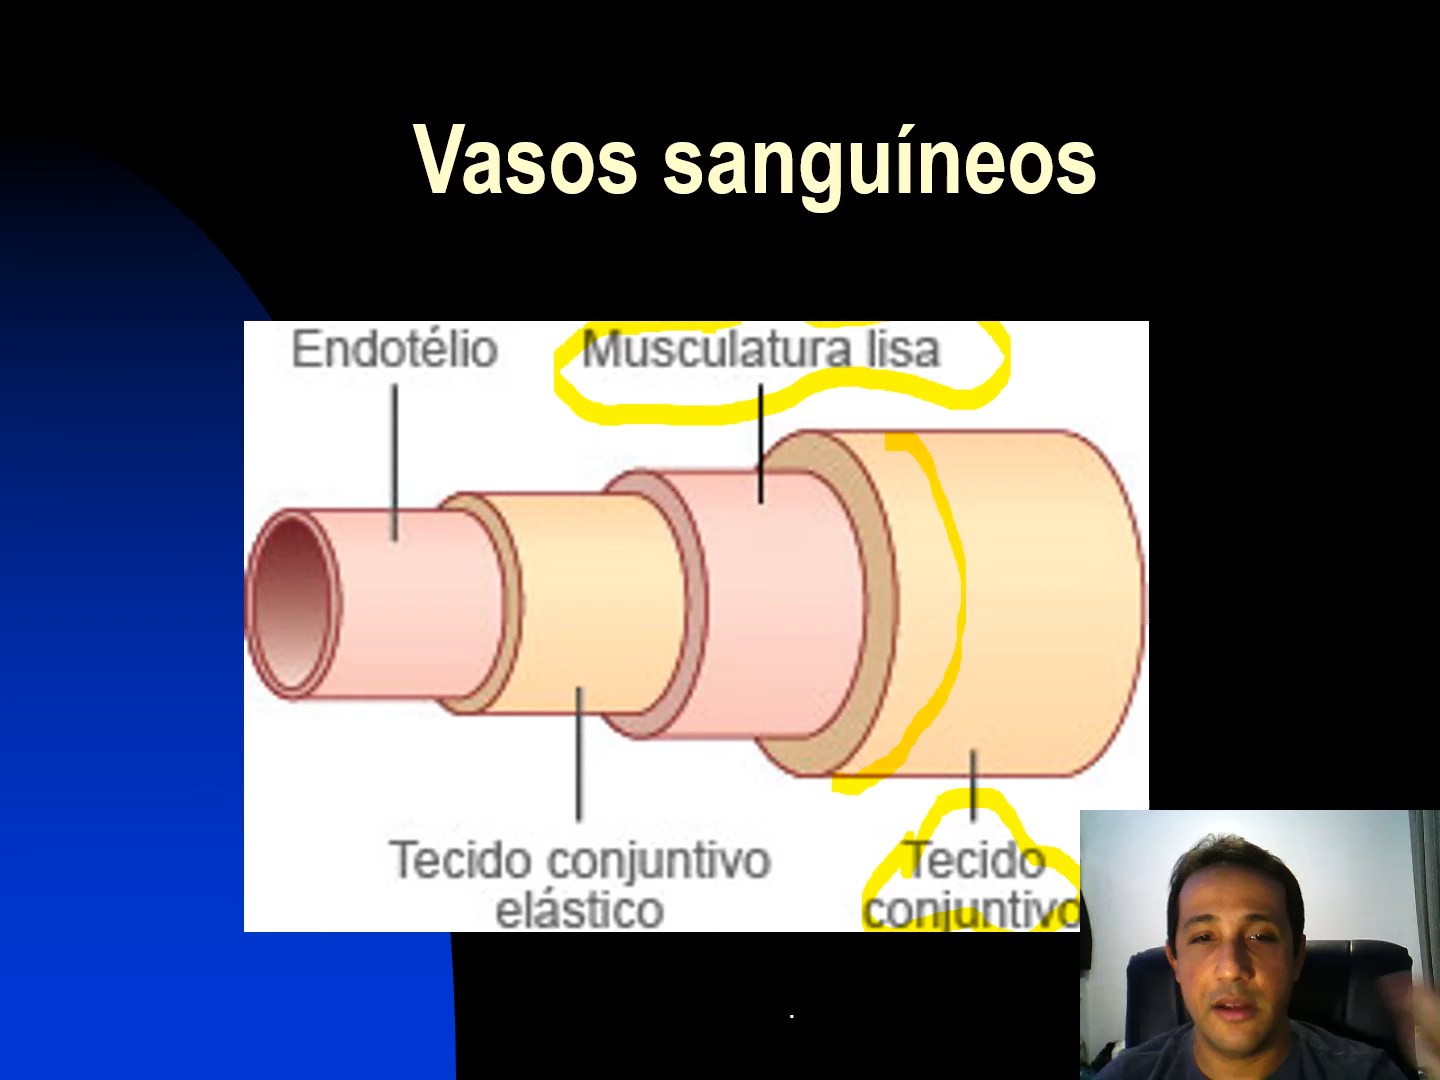 Vasos sanguíneos
Endotélio
Musculatura lisa
Tecido conjuntivo
elástico
Tecido
conjuntivo
.